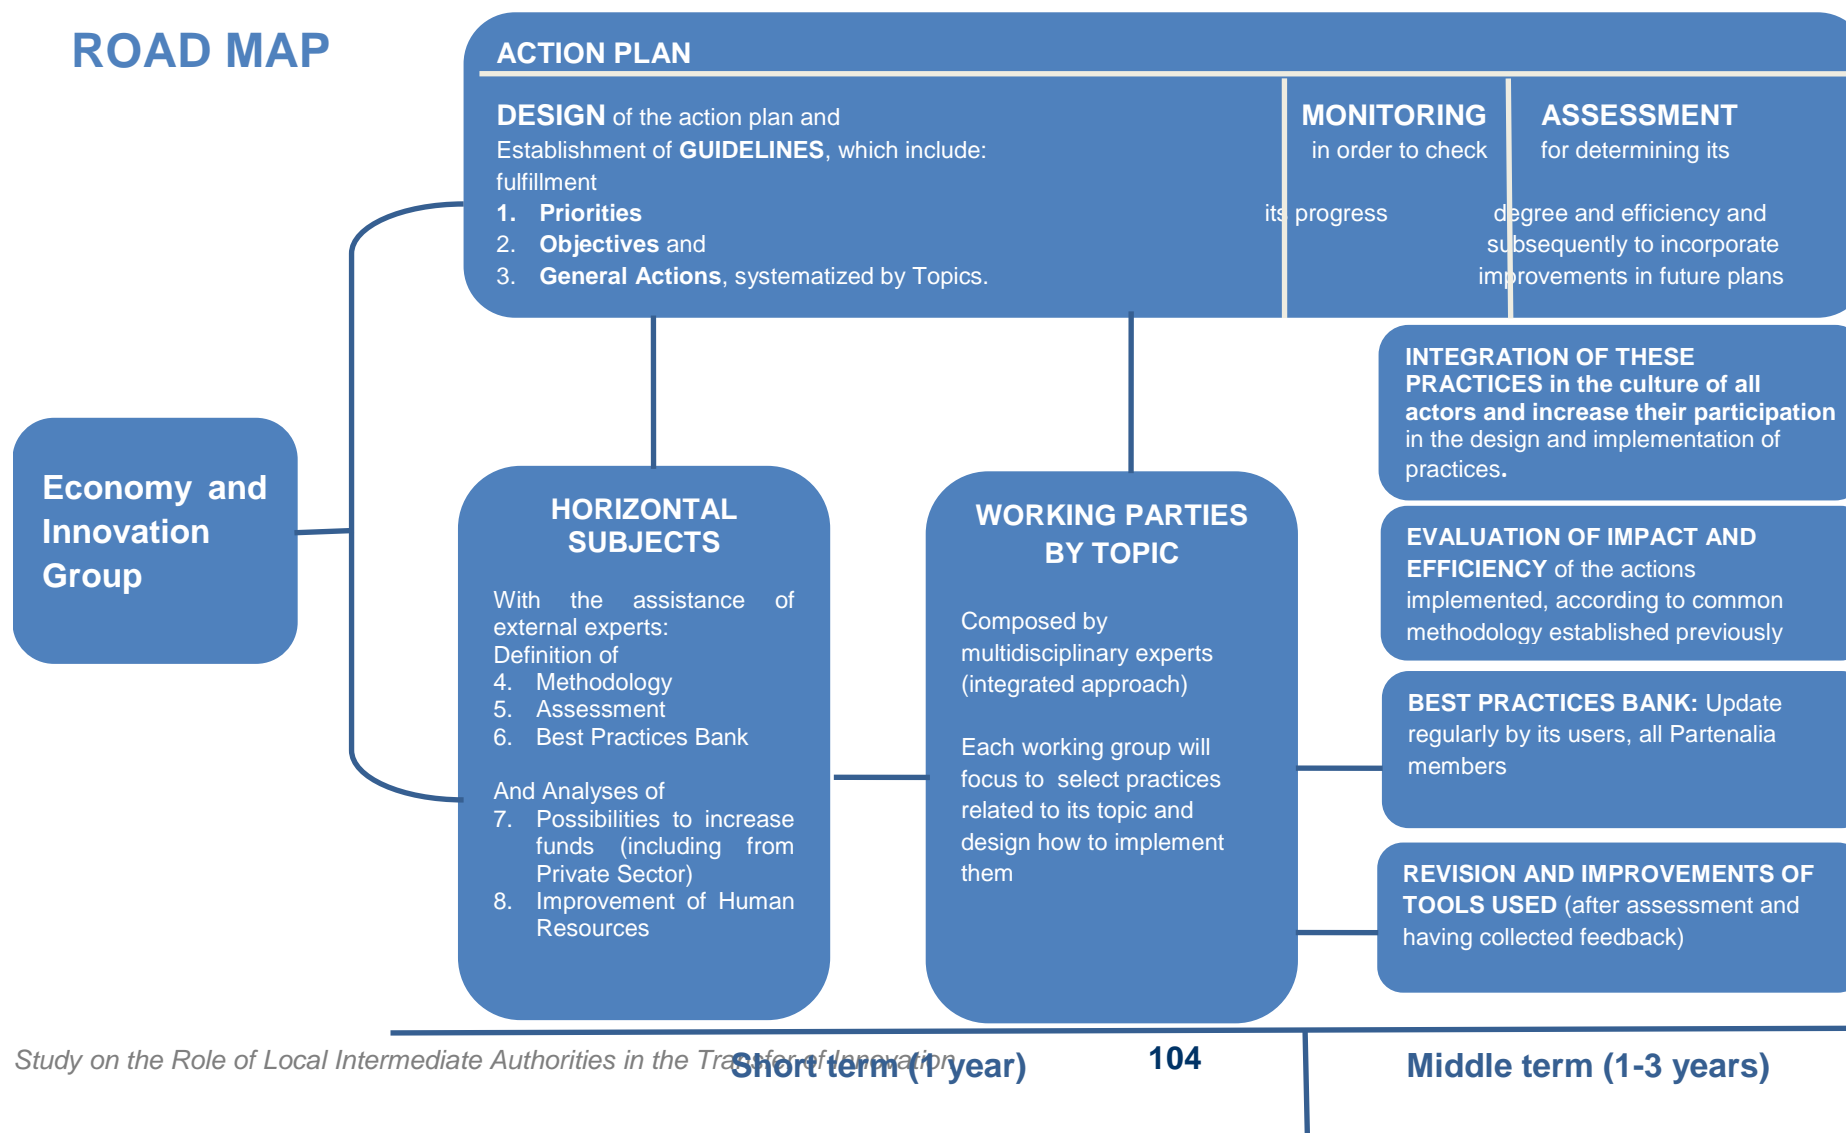 ROAD MAP
ACTION PLAN
DESIGN of the action plan and
Establishment of GUIDELINES, which include:
fulfillment
1. Priorities
2. Objectives and
3. General Actions, systematized by Topics.
MONITORING
in order to check
its progress
ASSESSMENT
for determining its
degree and efficiency and
subsequently to incorporate
improvements in future plans
Economy and
Innovation
Group
HORIZONTAL
SUBJECTS
With the assistance of
external experts:
Definition of
4. Methodology
5. Assessment
6. Best Practices Bank
And Analyses of
7. Possibilities to increase
funds (including from
Private Sector)
8. Improvement of Human
Resources
WORKING PARTIES
BY TOPIC
Composed by
multidisciplinary experts
(integrated approach)
Each working group will
focus to select practices
related to its topic and
design how to implement
them
INTEGRATION OF THESE
PRACTICES in the culture of all
actors and increase their participation
in the design and implementation of
practices.
EVALUATION OF IMPACT AND
EFFICIENCY of the actions
implemented, according to common
methodology established previously
BEST PRACTICES BANK: Update
regularly by its users, all Partenalia
members
REVISION AND IMPROVEMENTS OF
TOOLS USED (after assessment and
having collected feedback)
Study on the Role of Local Intermediate Authorities in the Transfer of Innovation
Short term (1 year)
104
Middle term (1-3 years)